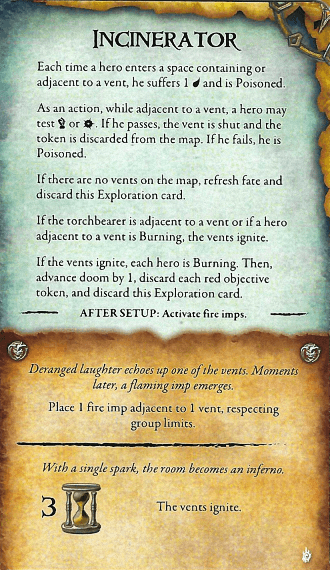 INCINERATOR
Each time a hero enters a space containing or
adjacent to a vent, he suffers 1 and is Poisoned.
As an action, while adjacent to a vent, a hero may
test or . If he passes, the vent is shut and the
token is discarded from the map. If he fails, he is
Poisoned.
If there are no vents on the map, refresh fate and
discard this Exploration card.
If the torchbearer is adjacent to a vent or if a hero
adjacent to a vent is Burning, the vents ignite.
If the vents ignite, each hero is Burning. Then,
advance doom by 1, discard each red objective
token, and discard this Exploration card.
AFTER SETUP: Activate fire imps.
Deranged laughter echoes up one of the vents. Moments
later, a flaming imp emerges.
Place 1 fire imp adjacent to 1 vent, respecting
group limits.
With a single spark, the room becomes an inferno.
3 The vents ignite.